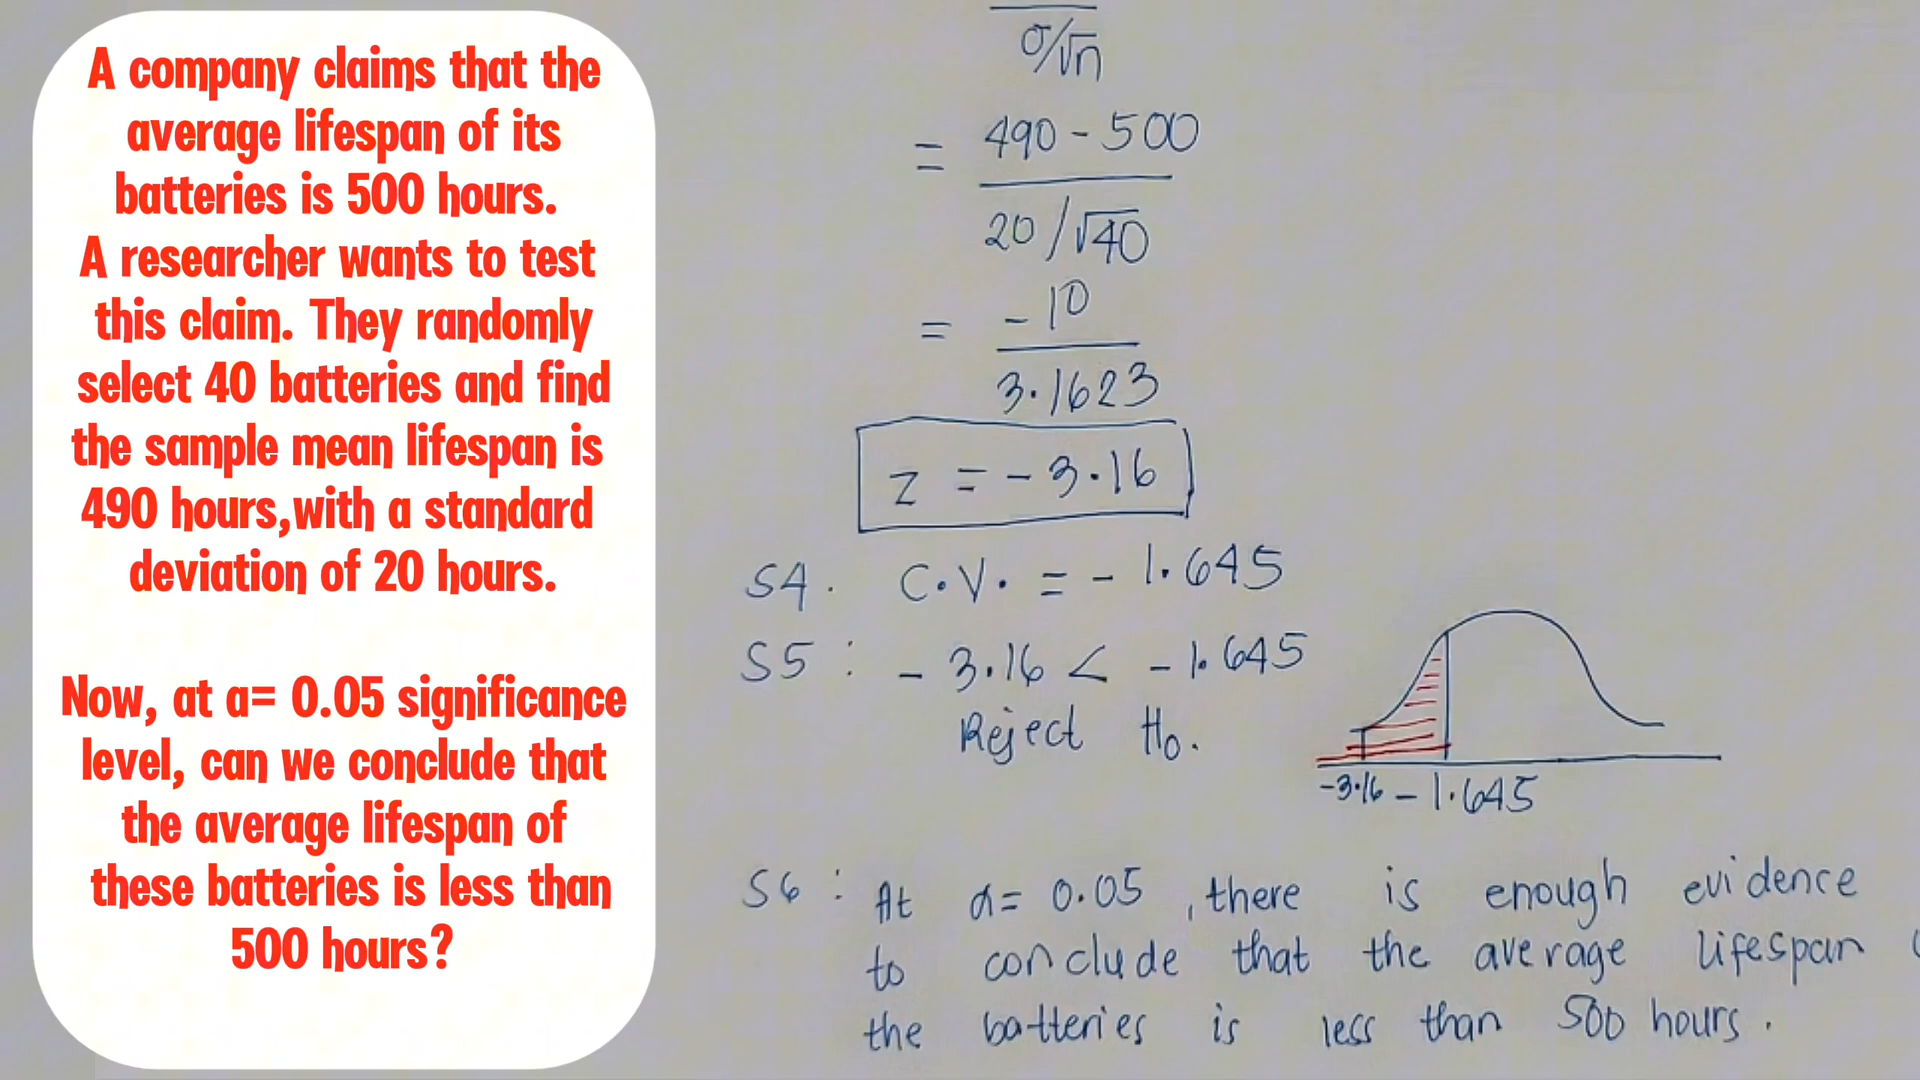 A company claims that the
average lifespan of its
batteries is 500 hours.
A researcher wants to test
this claim. They randomly
select 40 batteries and find
the sample mean lifespan is
490 hours,with a standard
deviation of 20 hours.
Now, at a= 0.05 significance
level, can we conclude that
the average lifespan of
these batteries is less than
500 hours?
σ/√n
= 490 - 500
20/√40
= -10
3.1623
z = -3.16
S4. C.V. = -1.645
S5: -3.16 < -1.645
Reject H₀.
-3.16 -1.645
S6: At α= 0.05, there is enough evidence
to conclude that the average lifespan
the batteries is less than 500 hours.